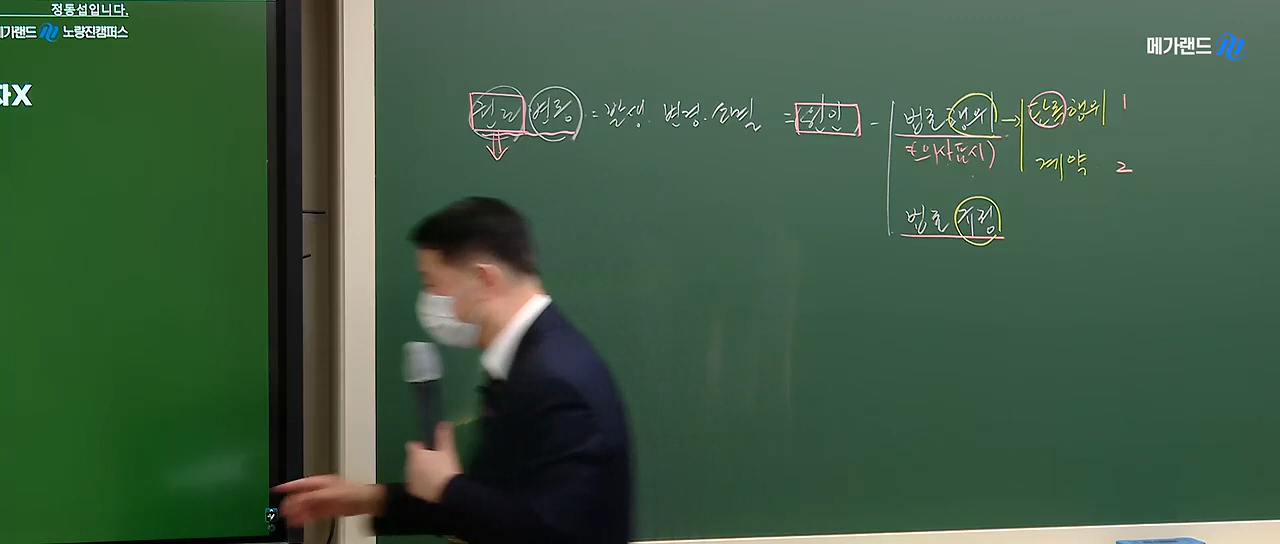 정동섭입니다.
메가랜드 노량진캠퍼스
자X
메가랜드
권리변동 = 발생. 변경. 소멸 = 원인 - 법률행위 → 단독행위 1
(의사표시) 계약 2
법률규정